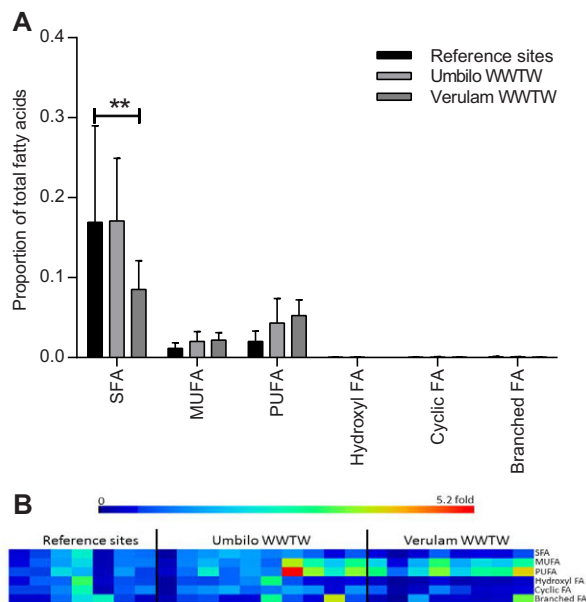 A
Proportion of total fatty acids
0.4
0.3
0.2
0.1
0.0
**
Reference sites
Umbilo WWTW
Verulam WWTW
SFA
MUFA
PUFA
Hydroxyl FA
Cyclic FA
Branched FA
B
0
5.2 fold
Reference sites
Umbilo WWTW
Verulam WWTW
SFA
MUFA
PUFA
Hydroxyl FA
Cyclic FA
Branched FA